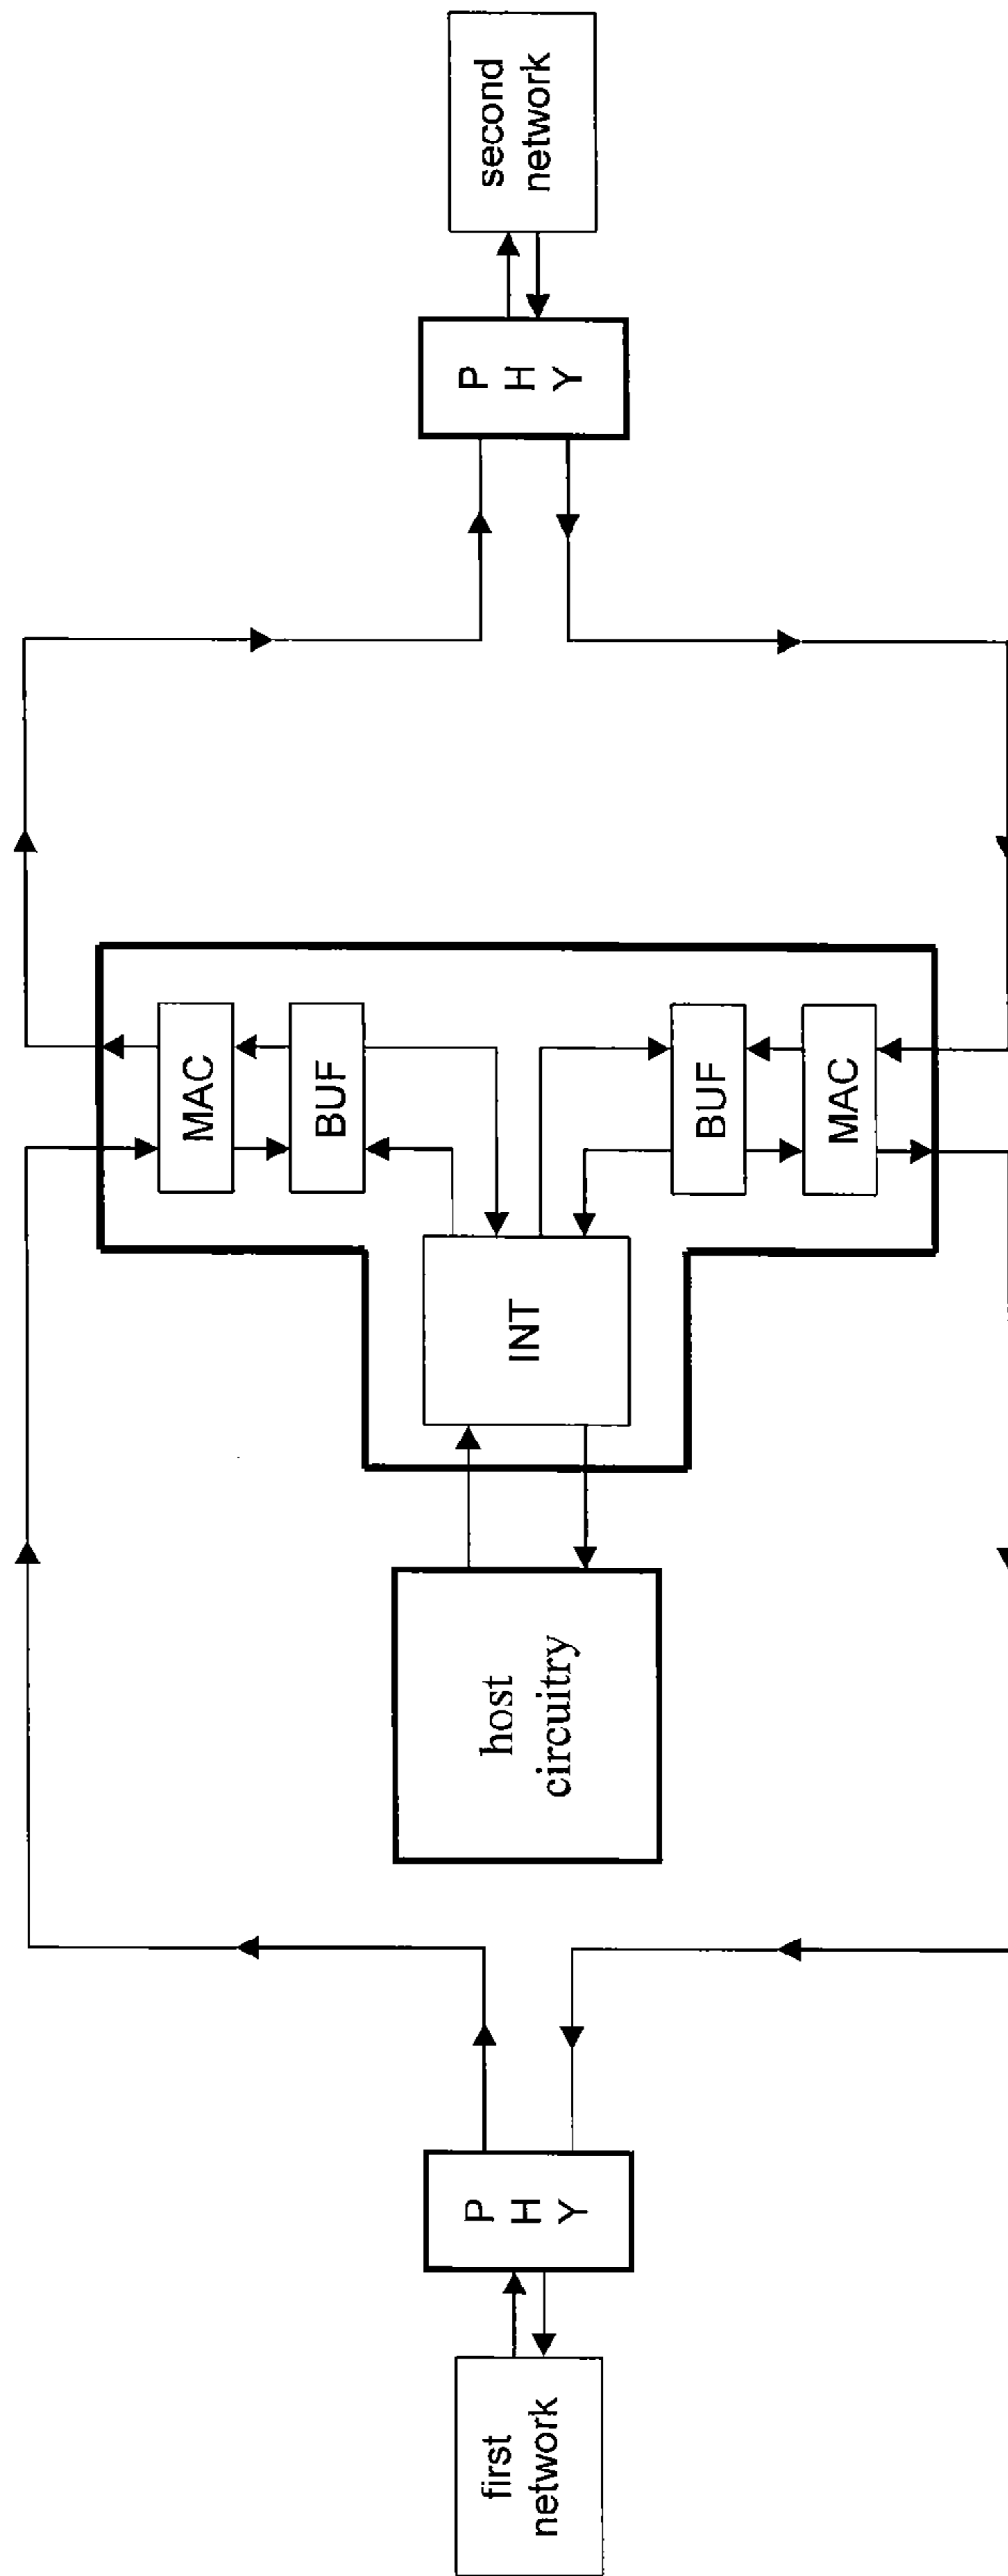 first
network
P
H
Y
host
circuitry
INT
MAC
BUF
BUF
MAC
P
H
Y
second
network